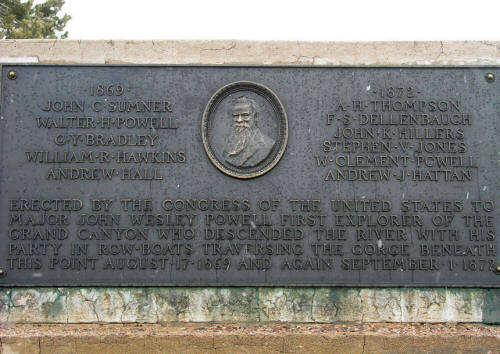 ·1869·
JOHN·C·SUMNER
WALTER·H·POWELL
G·Y·BRADLEY
WILLIAM·R·HAWKINS
ANDREW·HALL
·1872·
A·H·THOMPSON
F·S·DELLENBAUGH
JOHN·K·HILLERS
STEPHEN·V·JONES
W·CLEMENT·POWELL
ANDREW·J·HATTAN
ERECTED BY THE CONGRESS OF THE UNITED STATES TO
MAJOR JOHN WESLEY POWELL FIRST EXPLORER OF THE
GRAND CANYON WHO DESCENDED THE RIVER WITH HIS
PARTY IN ROW-BOATS TRAVERSING THE GORGE BENEATH
THIS POINT AUGUST·17·1869 AND AGAIN SEPTEMBER·1·1872